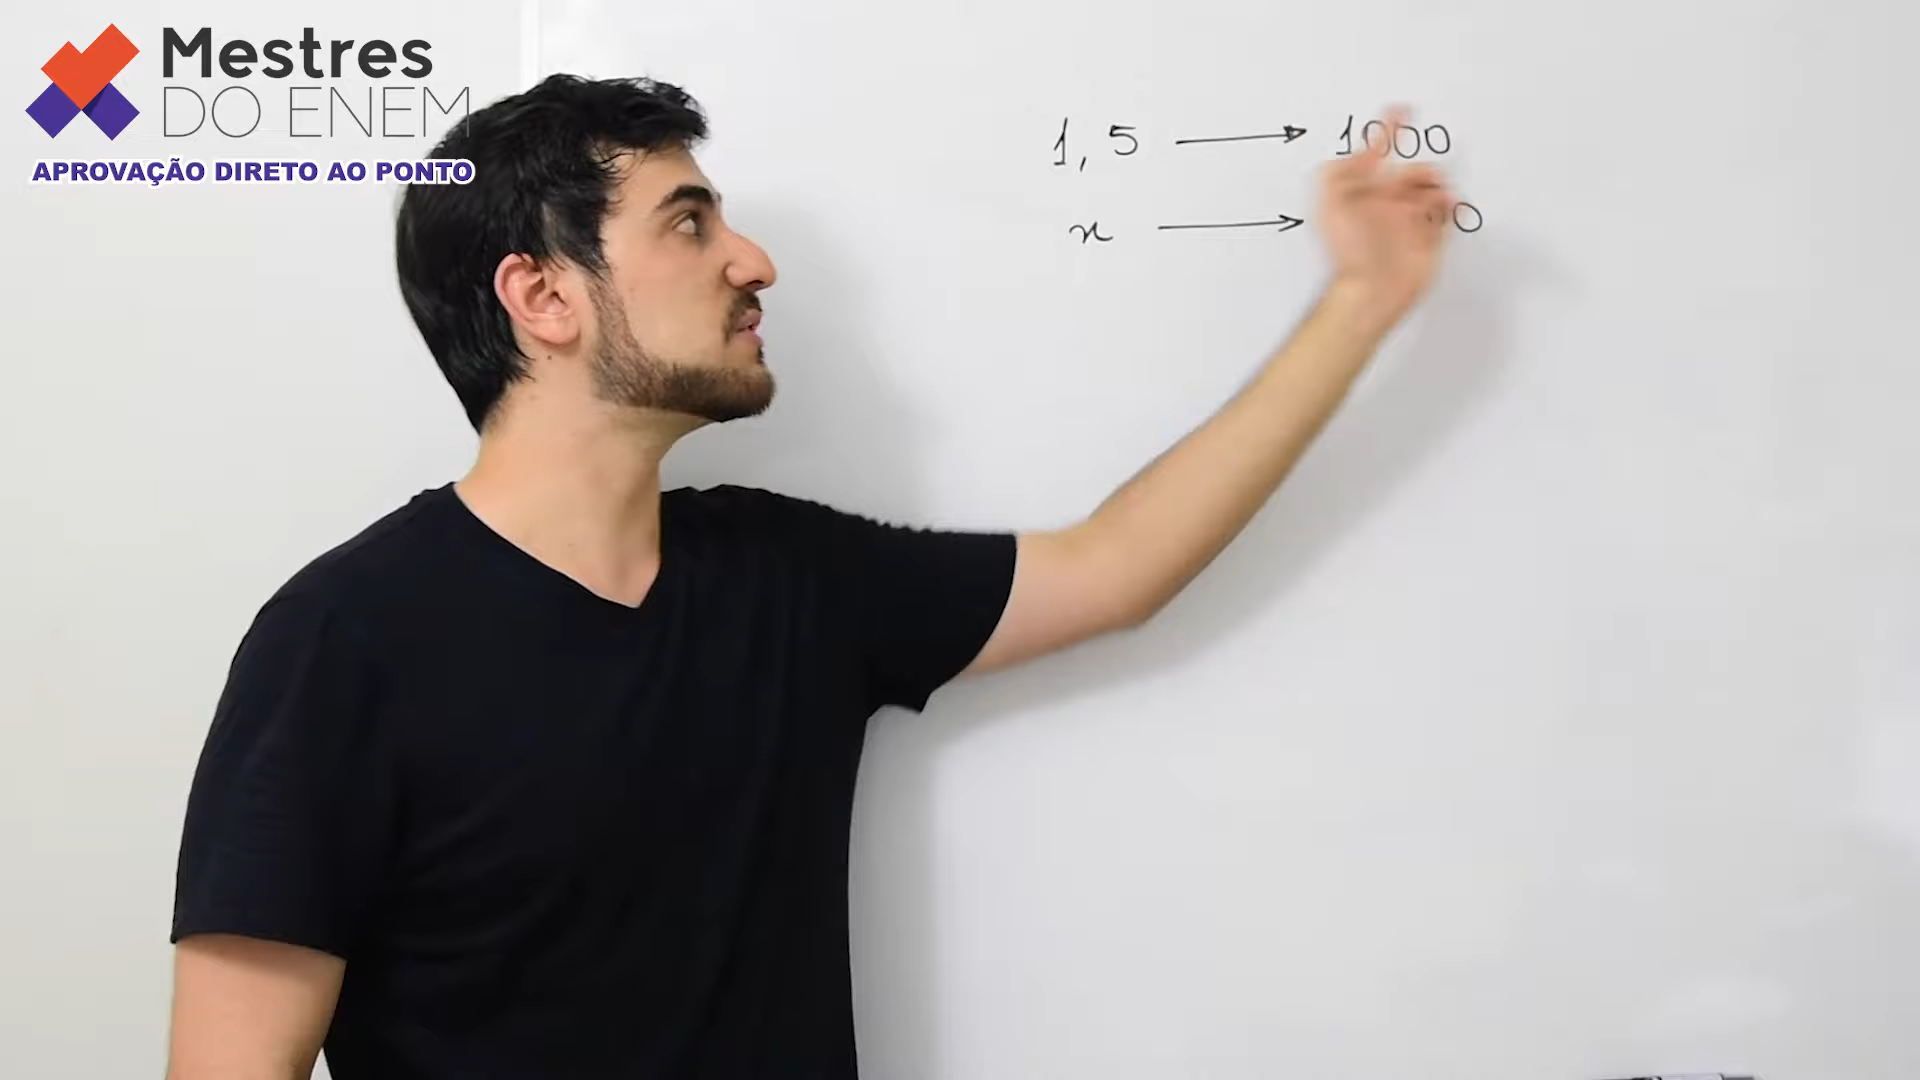 Mestres
DO ENEM
APROVAÇÃO DIRETO AO PONTO
1,5 → 1000
x →